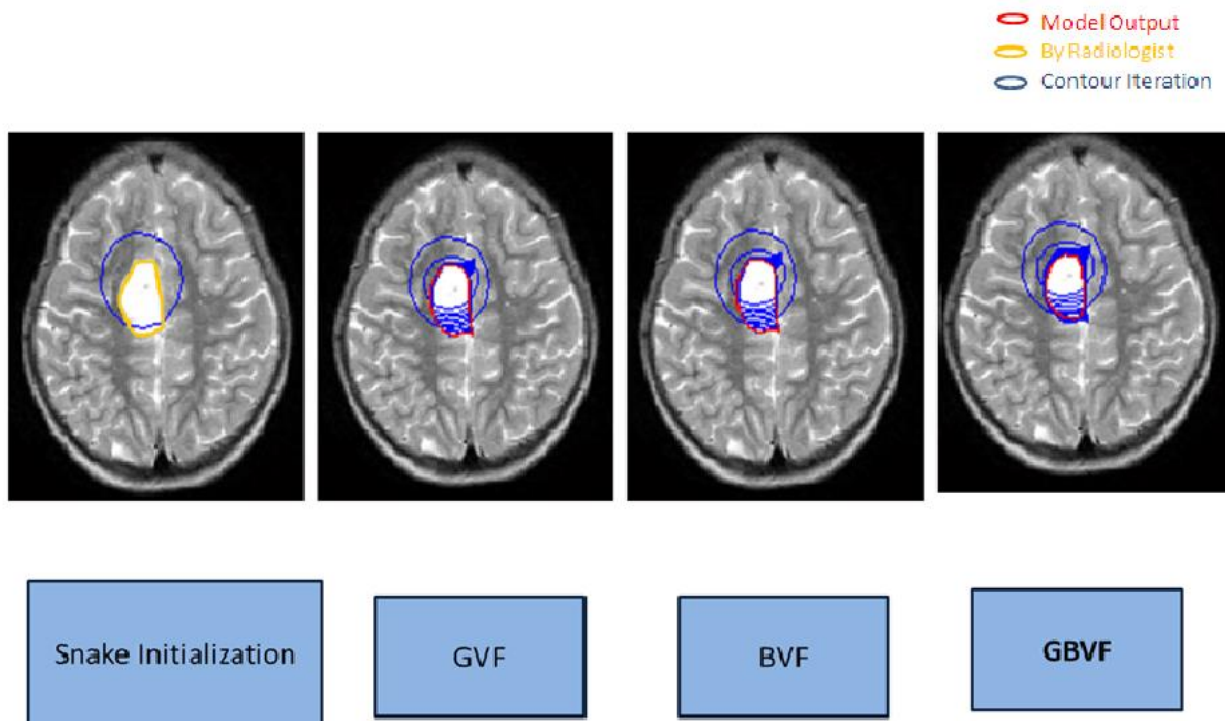 Model Output
By Radiologist
Contour Iteration
Snake Initialization
GVF
BVF
GBVF